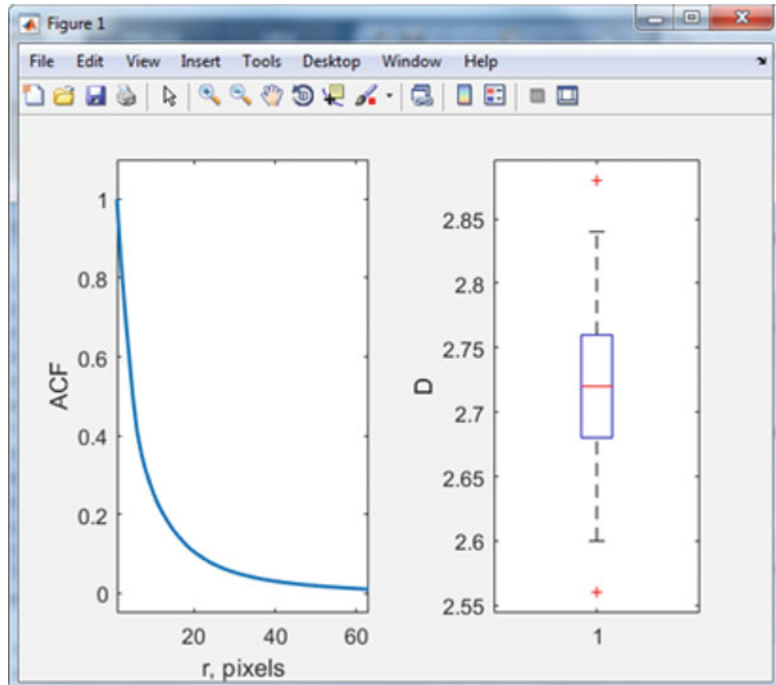 Figure 1
File Edit View Insert Tools Desktop Window Help
1
0.8
0.6
0.4
0.2
0
ACF
20 40 60
r, pixels
2.85
2.8
2.75
2.7
2.65
2.6
2.55
D
1